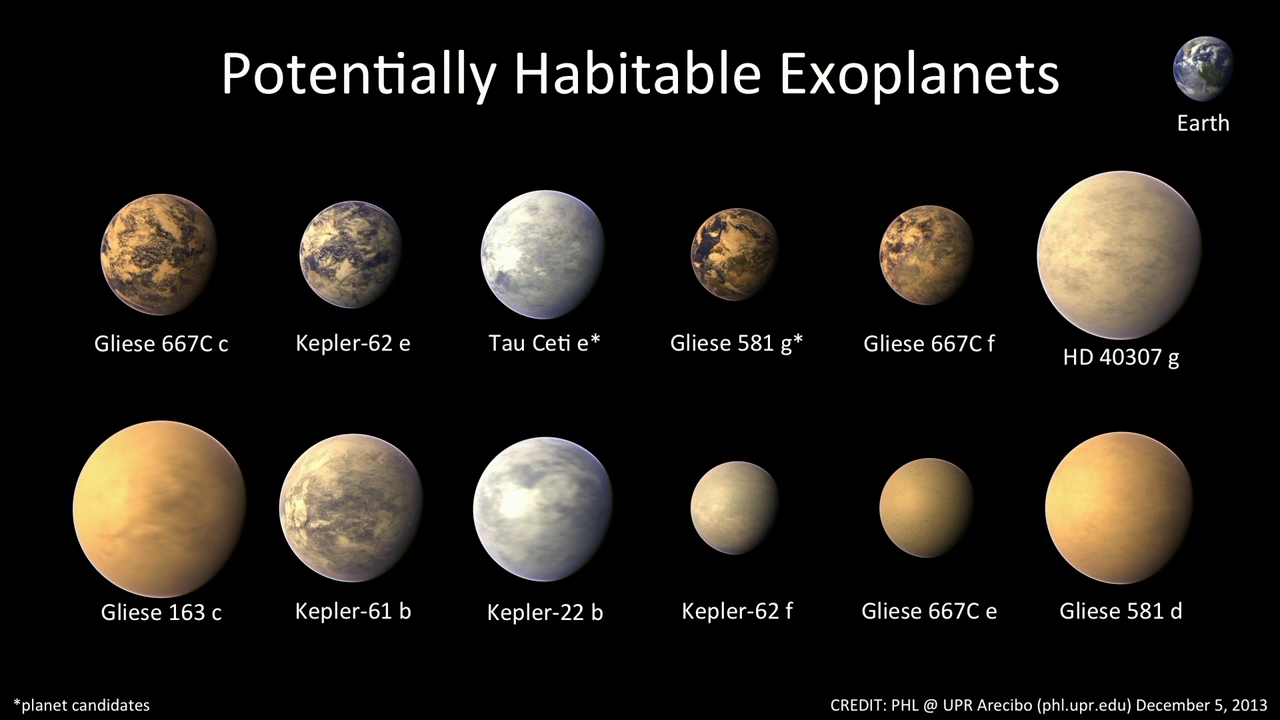 Potentially Habitable Exoplanets
Earth
Gliese 667C c
Kepler-62 e
Tau Ceti e*
Gliese 581 g*
Gliese 667C f
HD 40307 g
Gliese 163 c
Kepler-61 b
Kepler-22 b
Kepler-62 f
Gliese 667C e
Gliese 581 d
*planet candidates
CREDIT: PHL @ UPR Arecibo (phl.upr.edu) December 5, 2013